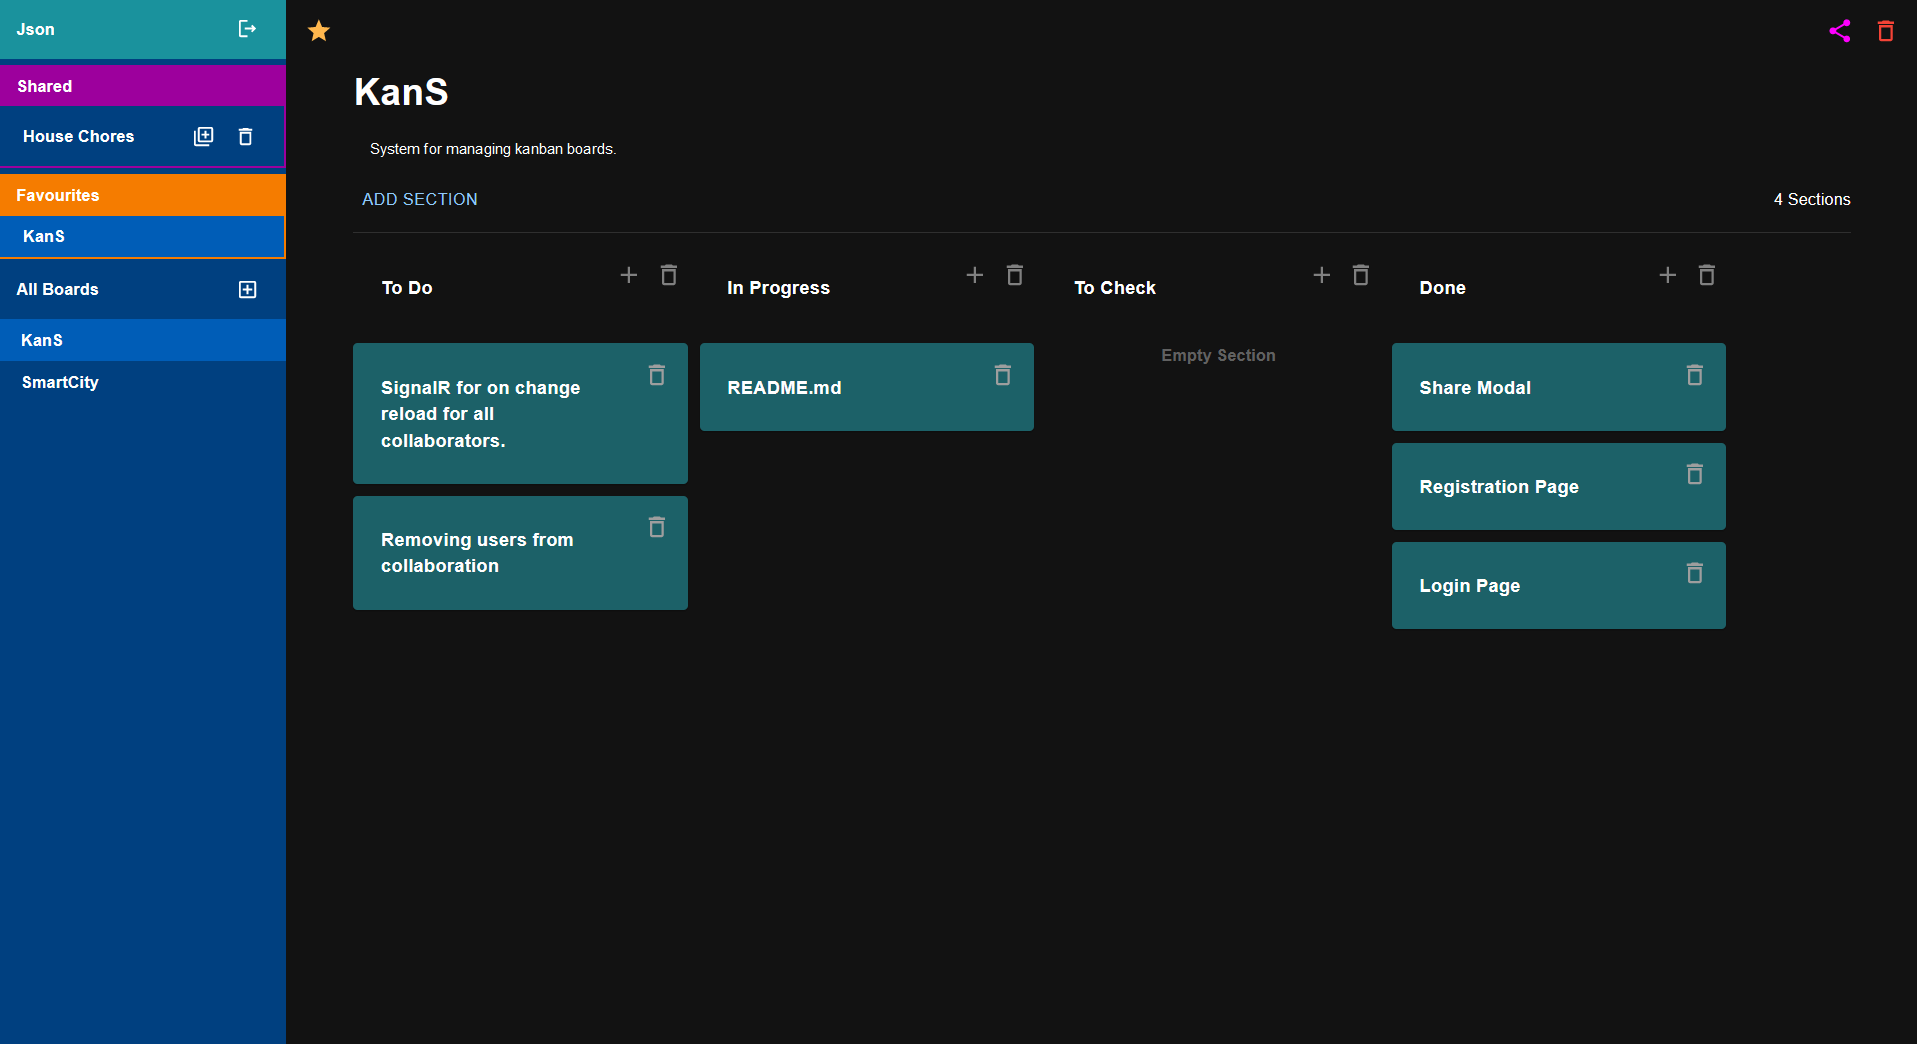 Json
Shared
House Chores
Favourites
KanS
All Boards
KanS
SmartCity
KanS
System for managing kanban boards.
ADD SECTION
4 Sections
To Do
SignalR for on change
reload for all
collaborators.
Removing users from
collaboration
In Progress
README.md
To Check
Empty Section
Done
Share Modal
Registration Page
Login Page